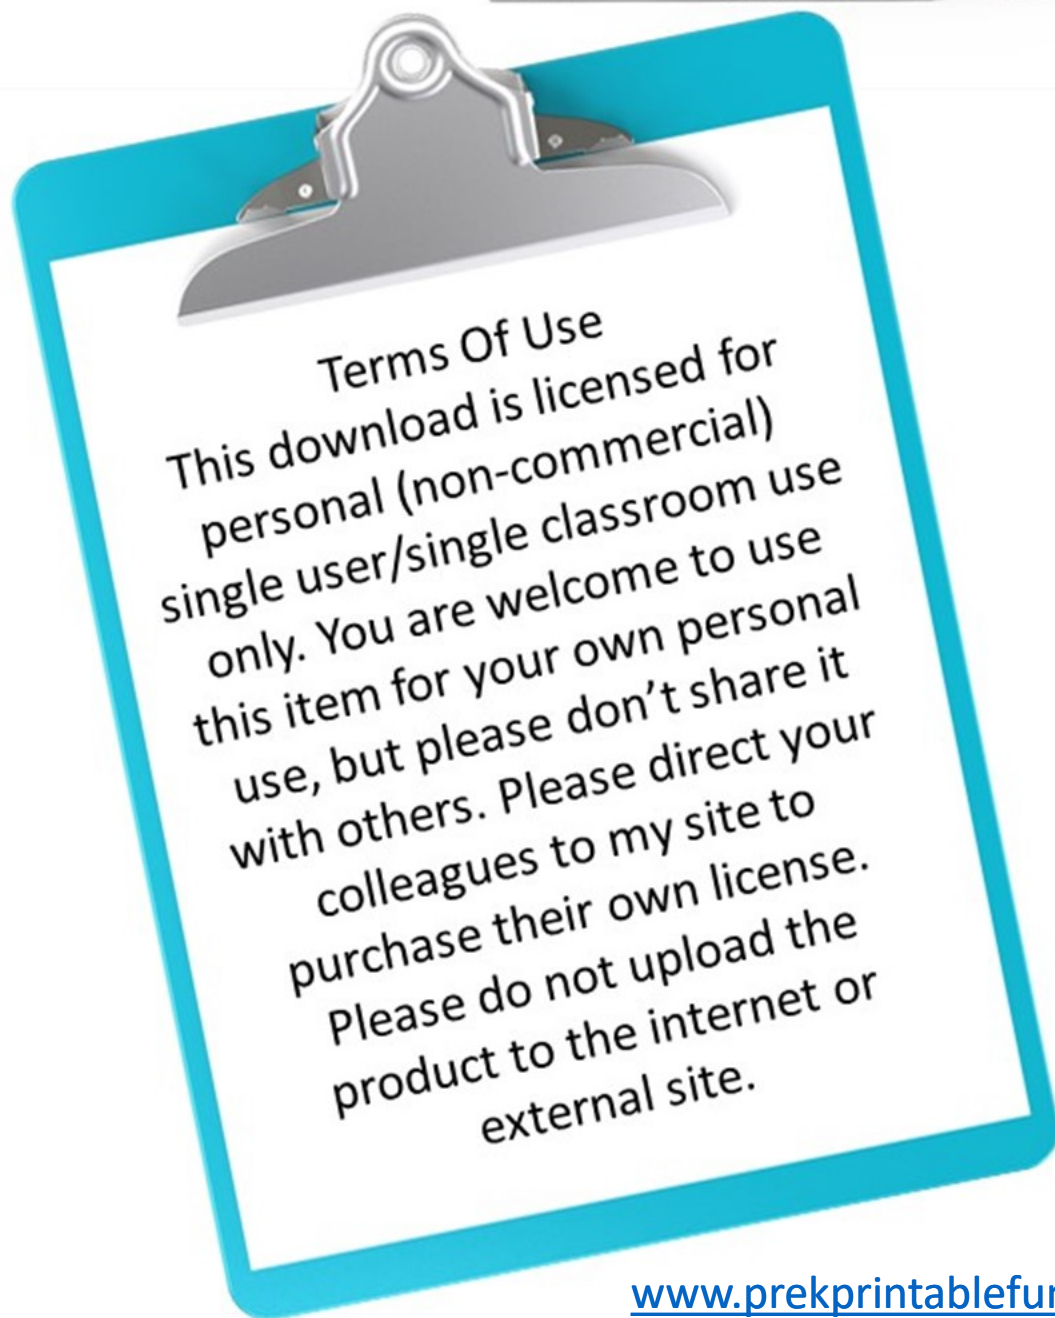 Terms Of Use
This download is licensed for
personal (non-commercial)
single user/single classroom use
only. You are welcome to use
this item for your own personal
use, but please don’t share it
with others. Please direct your
colleagues to my site to
purchase their own license.
Please do not upload the
product to the internet or
external site.
www.prekprintablefu